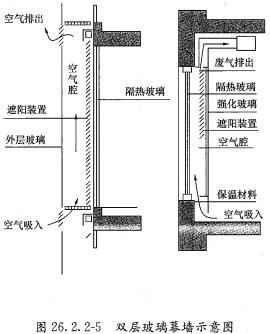 空气排出
空气腔
遮阳装置
外层玻璃
空气吸入
隔热玻璃
废气排出
隔热玻璃
强化玻璃
遮阳装置
空气腔
保温材料
空气吸入
图 26.2.2-5 双层玻璃幕墙示意图